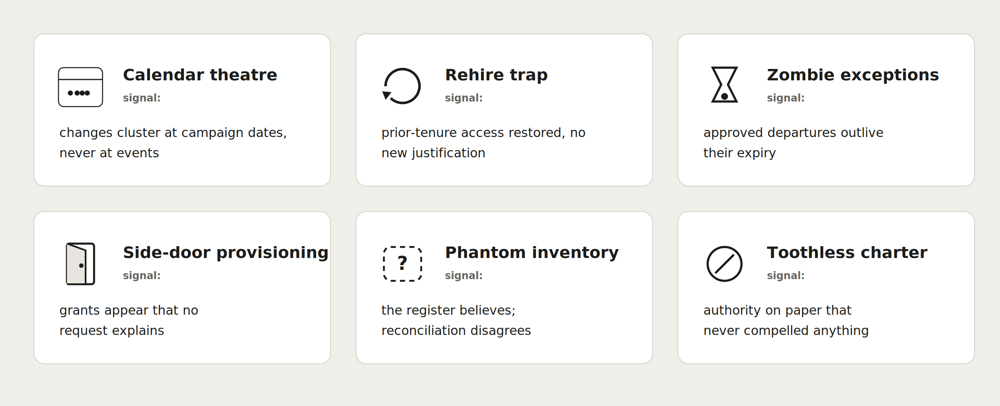 Calendar theatre
signal:
changes cluster at campaign dates,
never at events
Rehire trap
signal:
prior-tenure access restored, no
new justification
Zombie exceptions
signal:
approved departures outlive
their expiry
Side-door provisioning
signal:
grants appear that no
request explains
?
Phantom inventory
signal:
the register believes;
reconciliation disagrees
Toothless charter
signal:
authority on paper that
never compelled anything